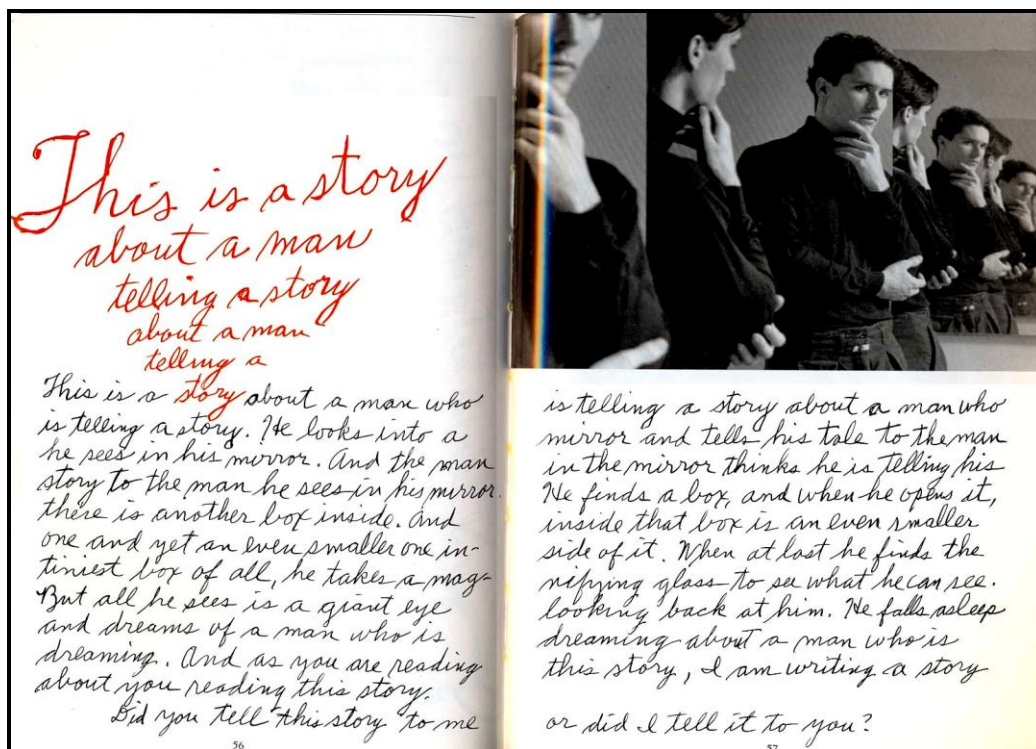 This is a story
about a man
telling a story
about a man
telling a
This is a story about a man who is telling a story about a man who
is telling a story. He looks into a mirror and tells his tale to the man
he sees in his mirror. And the man in the mirror thinks he is telling his
story to the man he sees in his mirror. He finds a box, and when he opens it,
there is another box inside. And inside that box is an even smaller
one and yet an even smaller one in- side of it. When at last he finds the
tiniest box of all, he takes a mag- nifying glass to see what he can see.
But all he sees is a giant eye looking back at him. He falls asleep
and dreams of a man who is dreaming about a man who is
dreaming. And as you are reading this story, I am writing a story
about you reading this story.
Did you tell this story to me or did I tell it to you?
56 57